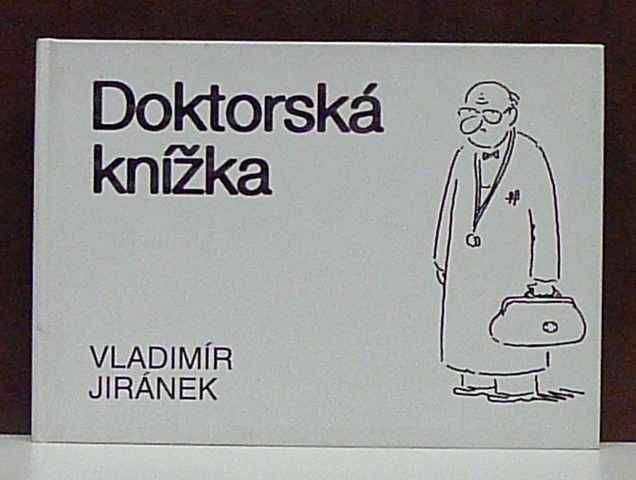 Doktorská
knížka
VLADIMÍR
JIRÁNEK